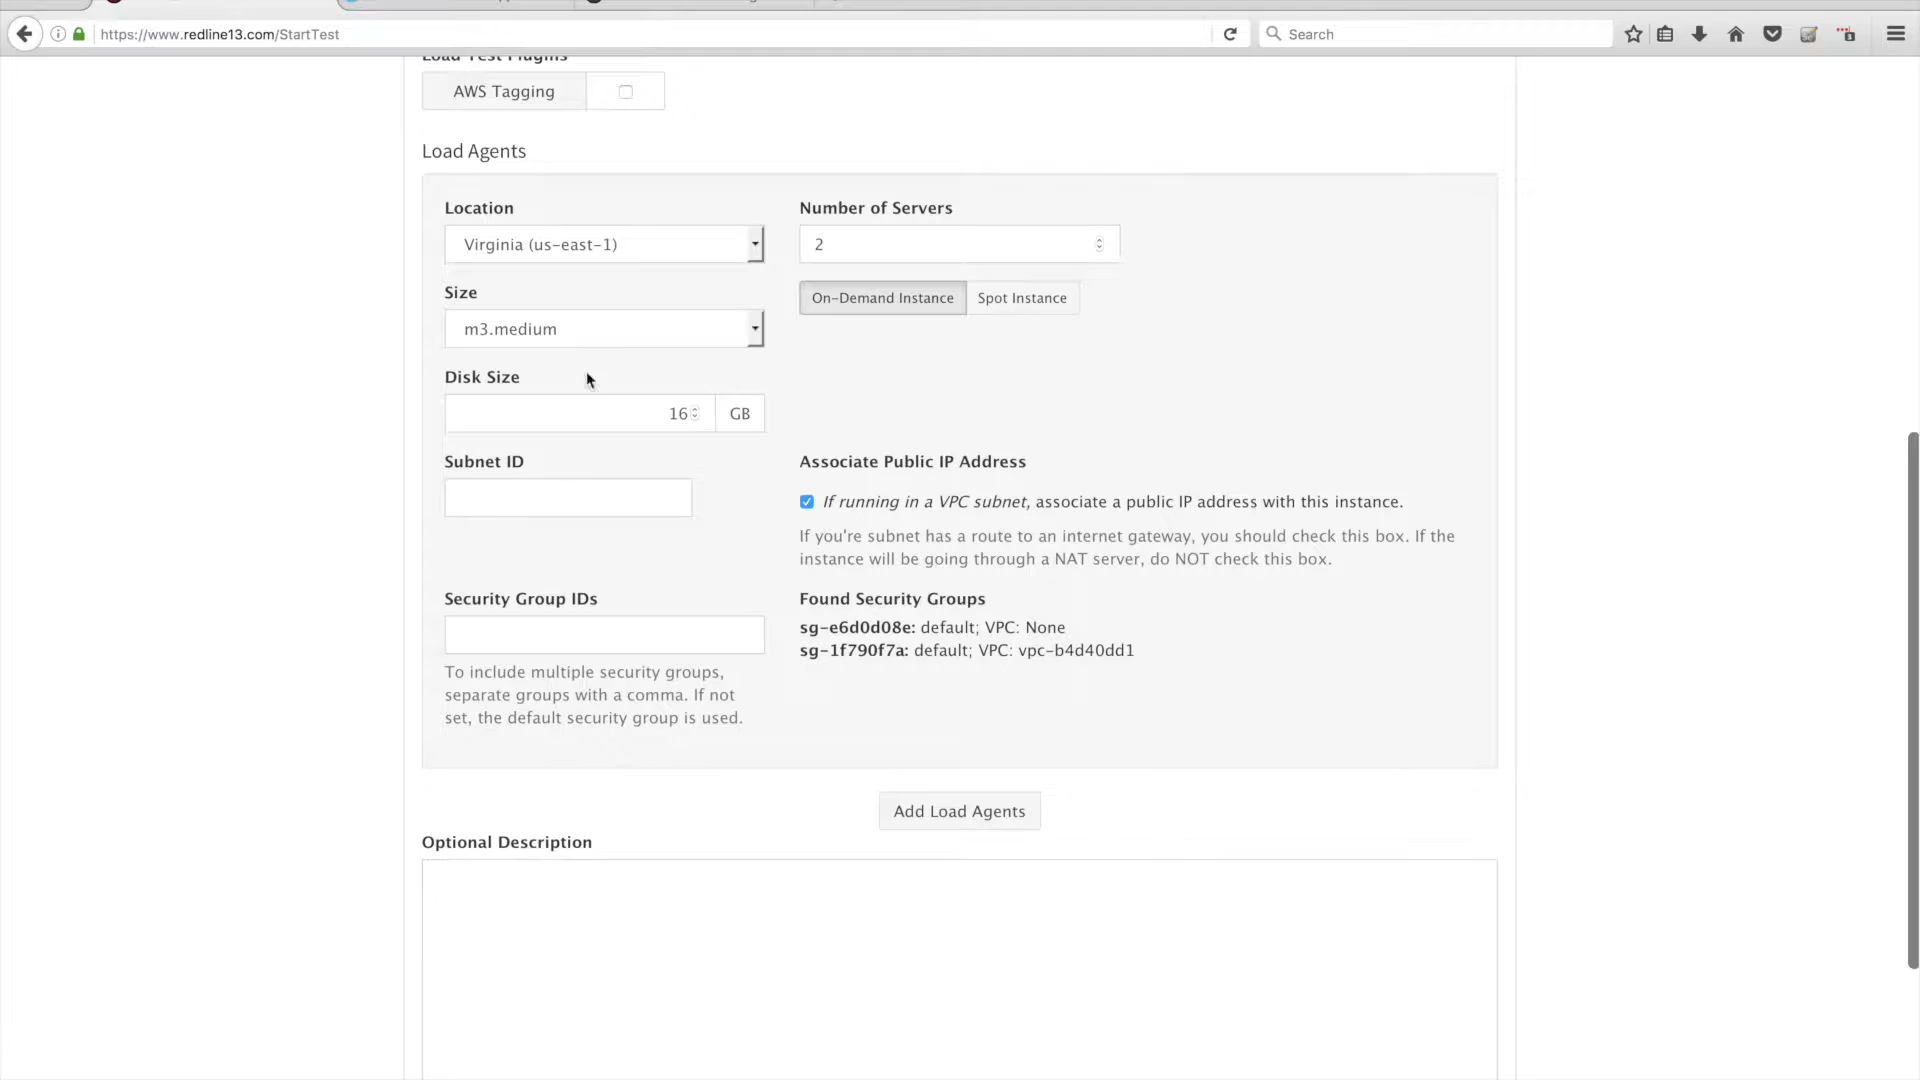 https://www.redline13.com/StartTest
Search
Load Test Plugins
AWS Tagging
Load Agents
Location
Number of Servers
Virginia (us-east-1)
2
Size
On-Demand Instance
Spot Instance
m3.medium
Disk Size
16
GB
Subnet ID
Associate Public IP Address
If running in a VPC subnet, associate a public IP address with this instance.
If you're subnet has a route to an internet gateway, you should check this box. If the
instance will be going through a NAT server, do NOT check this box.
Security Group IDs
Found Security Groups
sg-e6d0d08e: default; VPC: None
sg-1f790f7a: default; VPC: vpc-b4d40dd1
To include multiple security groups,
separate groups with a comma. If not
set, the default security group is used.
Add Load Agents
Optional Description